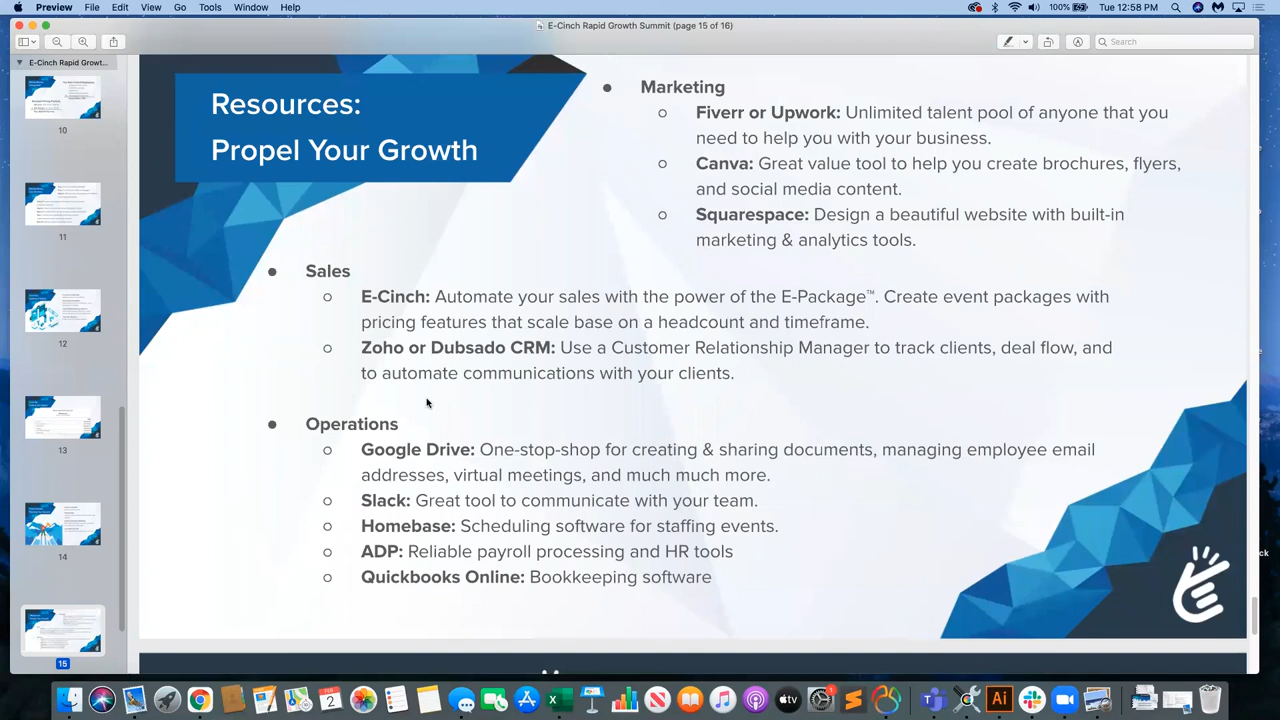 Preview File Edit View Go Tools Window Help
100% Tue 12:58 PM
E-Cinch Rapid Growth Summit (page 15 of 16)
Search
E-Cinch Rapid Growt...
10
11
12
13
14
15
Resources:
Propel Your Growth
Marketing
Fiverr or Upwork: Unlimited talent pool of anyone that you
need to help you with your business.
Canva: Great value tool to help you create brochures, flyers,
and social media content.
Squarespace: Design a beautiful website with built-in
marketing & analytics tools.
Sales
E-Cinch: Automate your sales with the power of the E-Package™. Create event packages with
pricing features that scale base on a headcount and timeframe.
Zoho or Dubsado CRM: Use a Customer Relationship Manager to track clients, deal flow, and
to automate communications with your clients.
Operations
Google Drive: One-stop-shop for creating & sharing documents, managing employee email
addresses, virtual meetings, and much much more.
Slack: Great tool to communicate with your team.
Homebase: Scheduling software for staffing events.
ADP: Reliable payroll processing and HR tools
Quickbooks Online: Bookkeeping software
FEB
2
Ai